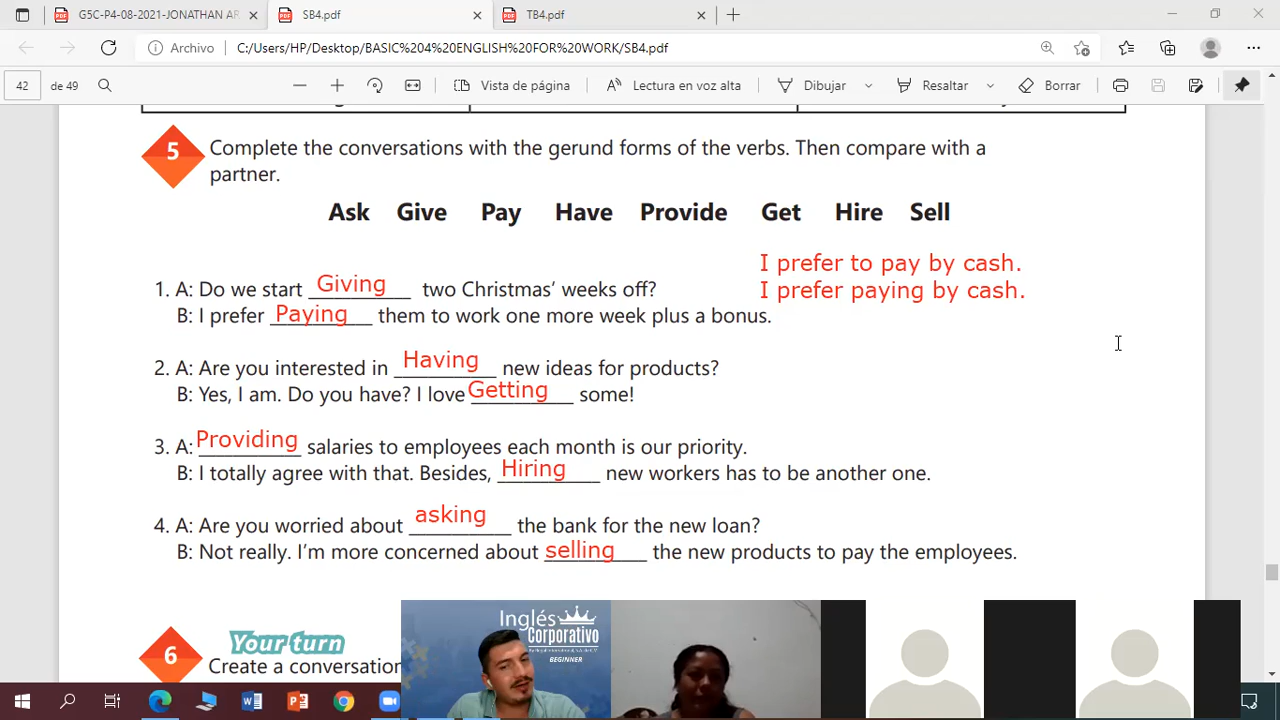 G5C-P4-08-2021-JONATHAN AR
SB4.pdf
TB4.pdf
Archivo C:/Users/HP/Desktop/BASIC%204%20ENGLISH%20FOR%20WORK/SB4.pdf
42 de 49 Vista de página Lectura en voz alta Dibujar Resaltar Borrar
5 Complete the conversations with the gerund forms of the verbs. Then compare with a
partner.
Ask Give Pay Have Provide Get Hire Sell
I prefer to pay by cash.
I prefer paying by cash.
1. A: Do we start Giving two Christmas' weeks off?
B: I prefer Paying them to work one more week plus a bonus.
2. A: Are you interested in Having new ideas for products?
B: Yes, I am. Do you have? I love Getting some!
3. A: Providing salaries to employees each month is our priority.
B: I totally agree with that. Besides, Hiring new workers has to be another one.
4. A: Are you worried about asking the bank for the new loan?
B: Not really. I'm more concerned about selling the new products to pay the employees.
Your turn
6 Create a conversation
Inglés
Corporativo
BEGINNER